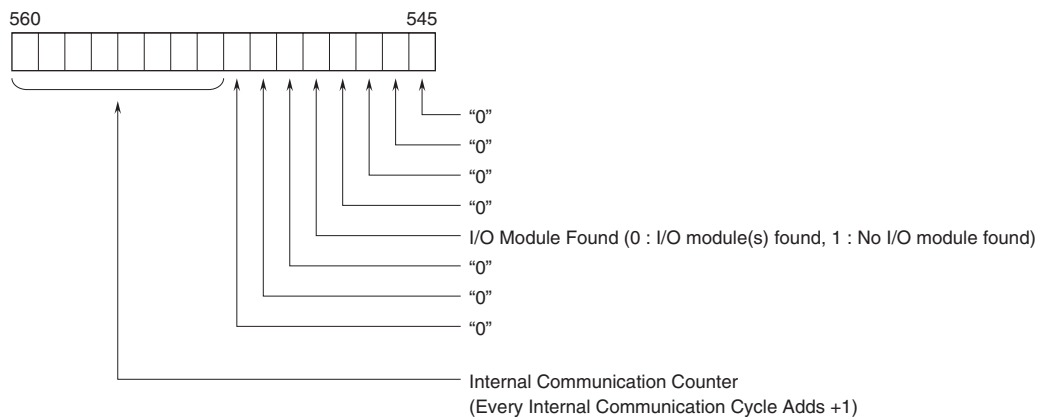 560 545
“0”
“0”
“0”
“0”
I/O Module Found (0 : I/O module(s) found, 1 : No I/O module found)
“0”
“0”
“0”
Internal Communication Counter
(Every Internal Communication Cycle Adds +1)